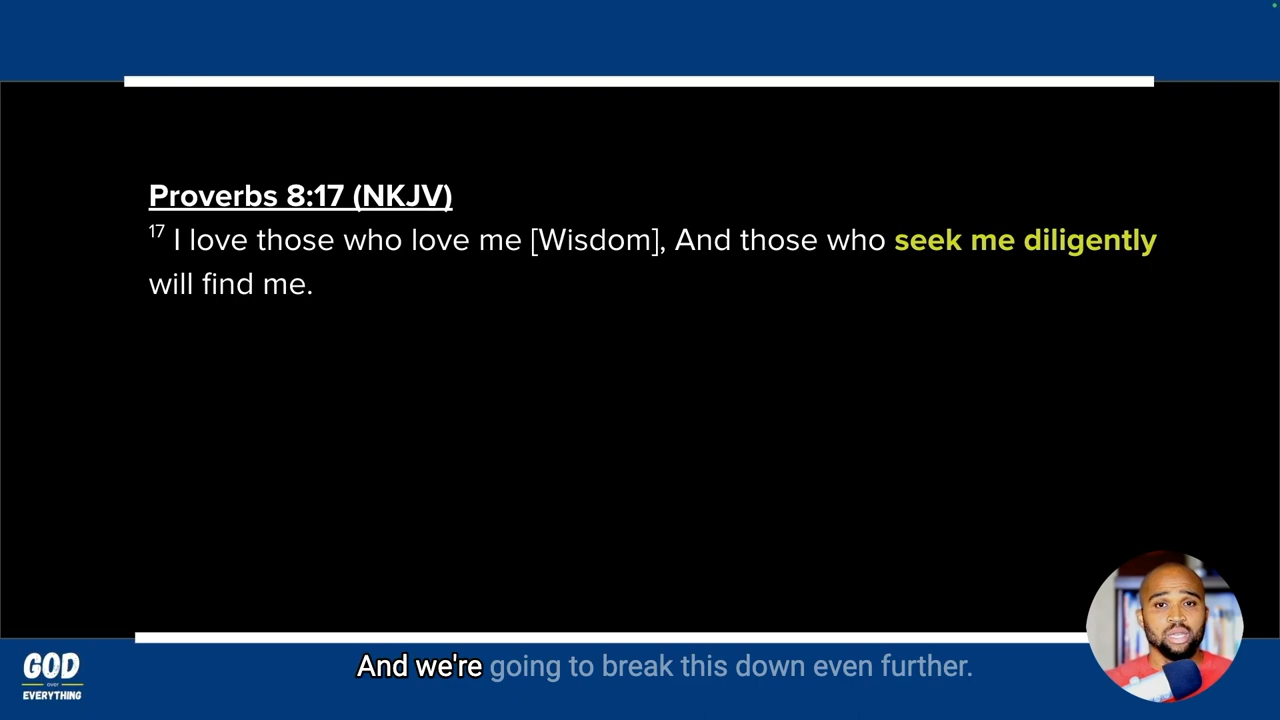 Proverbs 8:17 (NKJV)
17 I love those who love me [Wisdom], And those who seek me diligently
will find me.
And we're going to break this down even further.
GOD
OVER
EVERYTHING